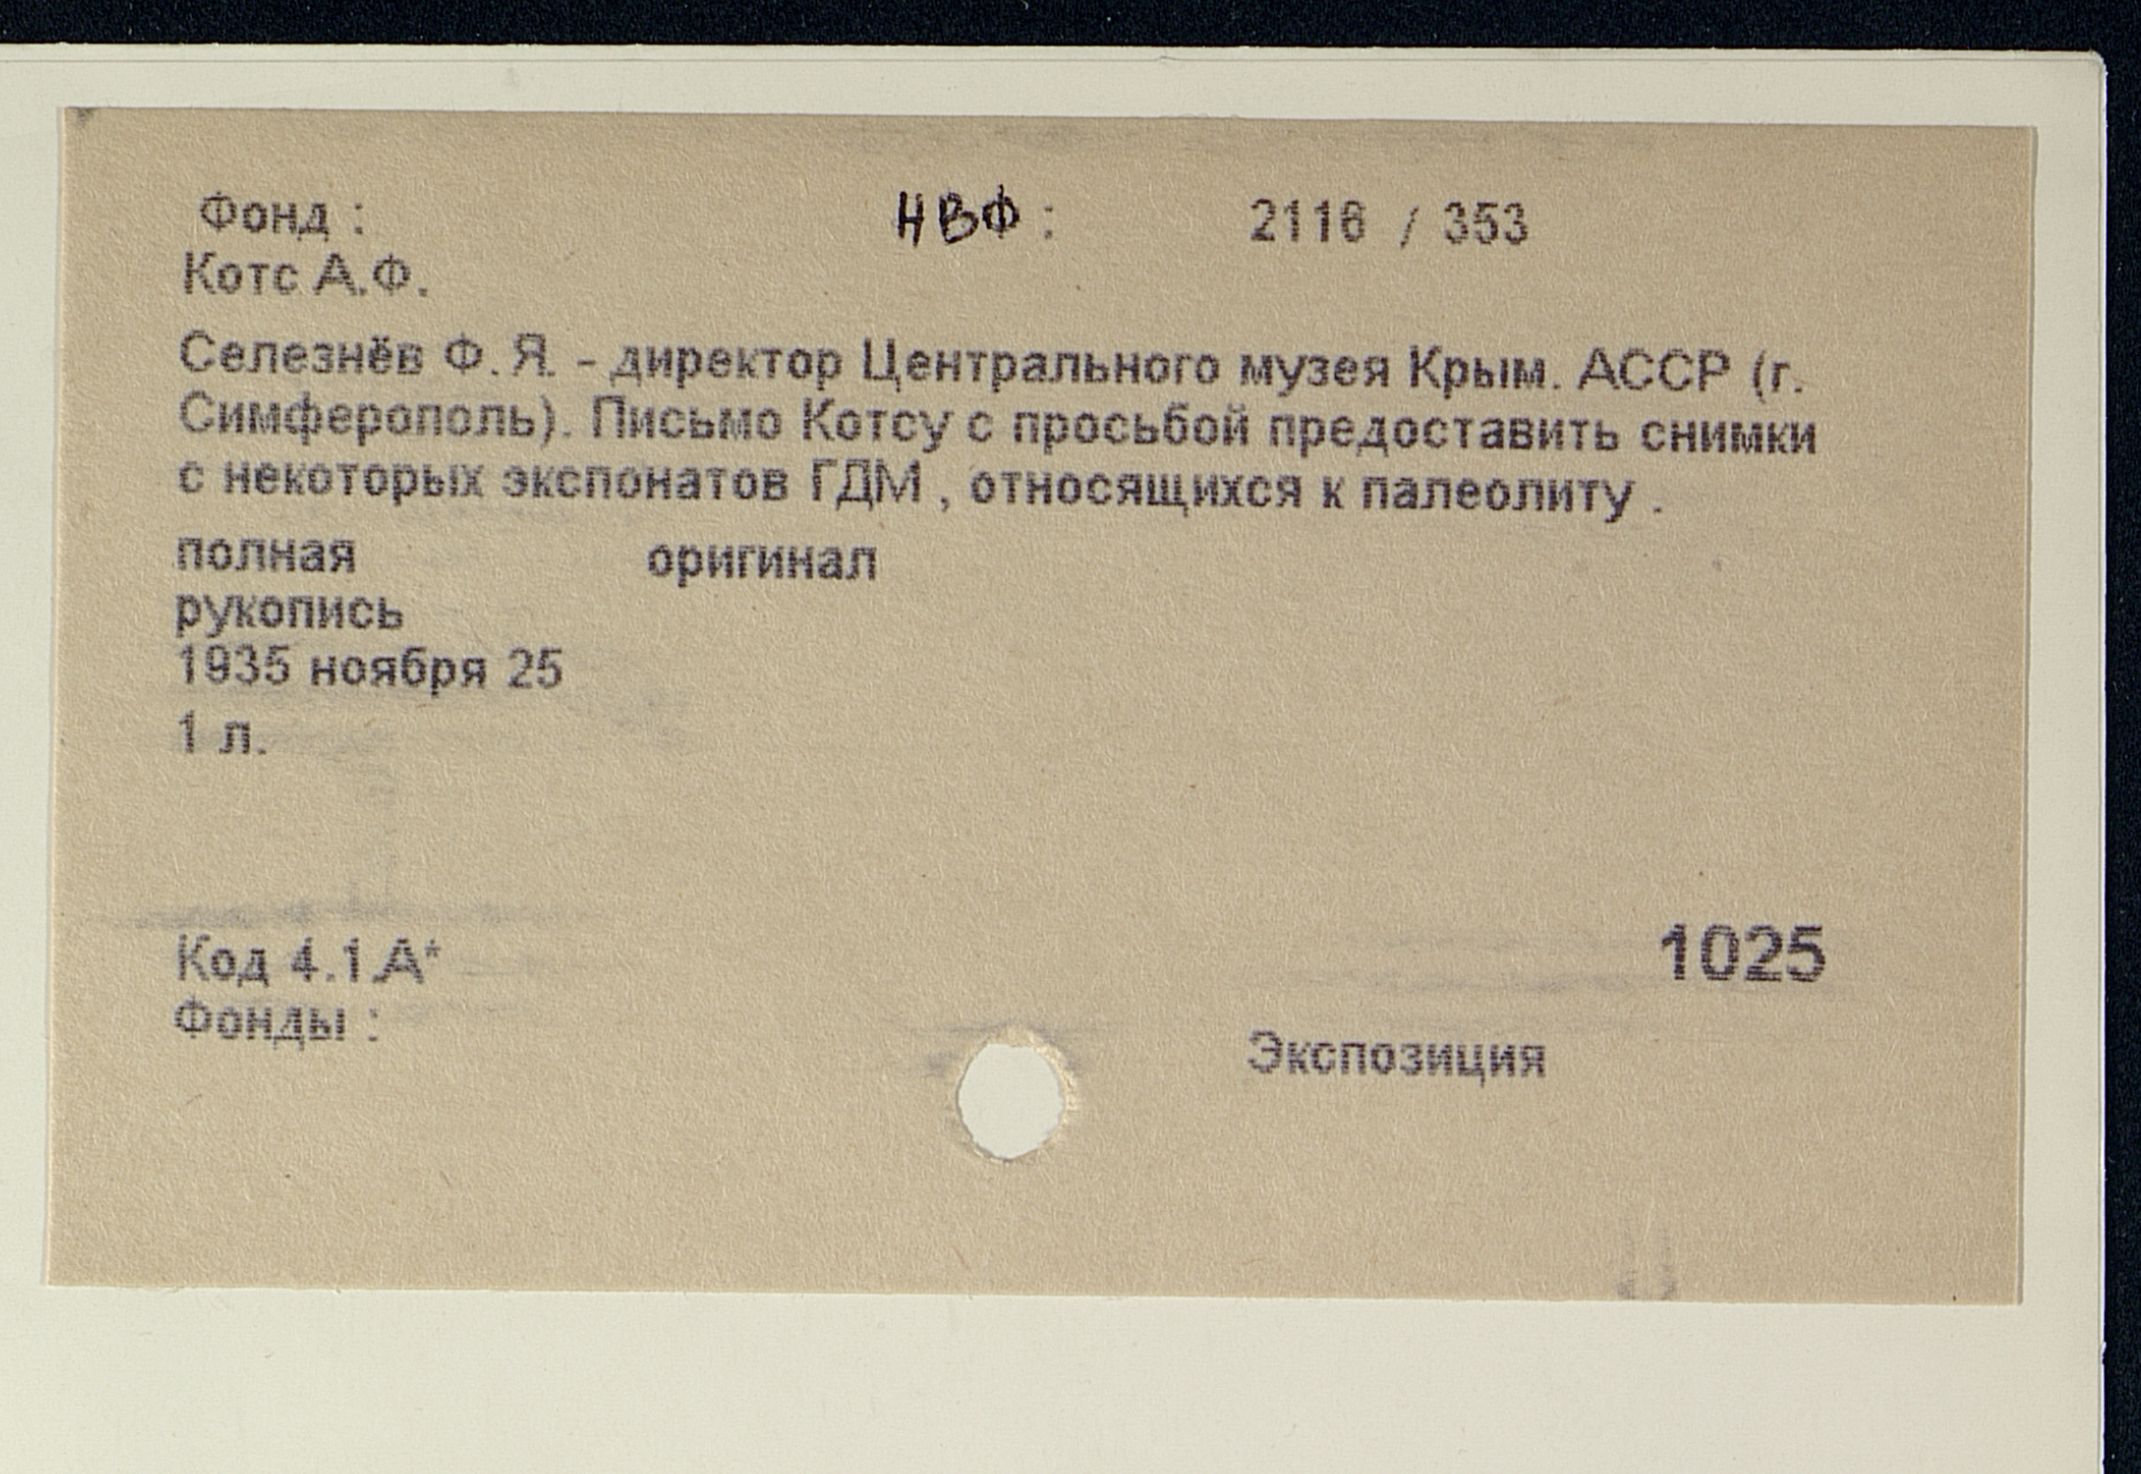 Фонд : НВФ : 2116 / 353
Котс А.Ф.
Селезнёв Ф. Я. - директор Центрального музея Крым. АССР (г.
Симферополь). Письмо Котсу с просьбой предоставить снимки
с некоторых экспонатов ГДМ , относящихся к палеолиту .
полная оригинал
рукопись
1935 ноября 25
1 л.
Код 4.1.А* 1025
Фонды : Экспозиция